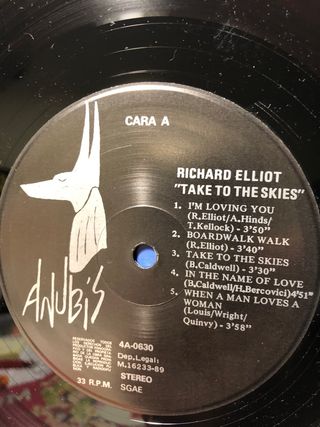 CARA A
RICHARD ELLIOT
"TAKE TO THE SKIES"
1. I'M LOVING YOU
(R.Elliot/A.Hinds/
T.Kellock) - 3'50"
2. BOARDWALK WALK
(R.Elliot) - 3'40"
3. TAKE TO THE SKIES
(B.Caldwell) - 3'30"
4. IN THE NAME OF LOVE
(B.Caldwell/H.Bercovici)4'51"
5. WHEN A MAN LOVES A
WOMAN
(Louis/Wright/
Quinvy) - 3'58"
ANUBIS
4A-0630
Dep.Legal:
M.16233-89
STEREO
SGAE
33 R.P.M.